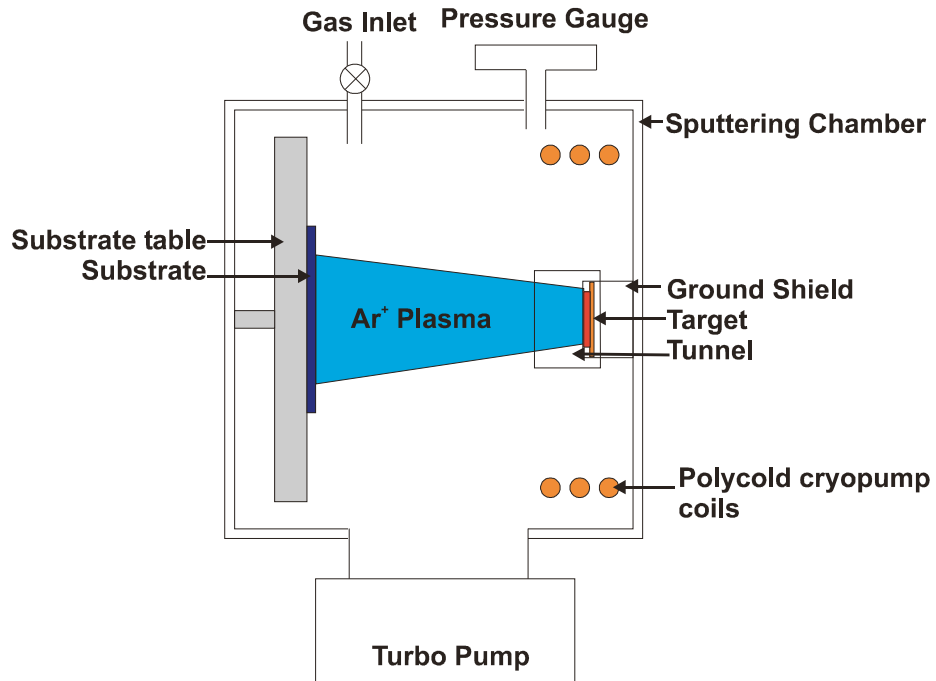 Gas Inlet
Pressure Gauge
Sputtering Chamber
Substrate table
Substrate
Ar⁺ Plasma
Ground Shield
Target
Tunnel
Polycold cryopump
coils
Turbo Pump